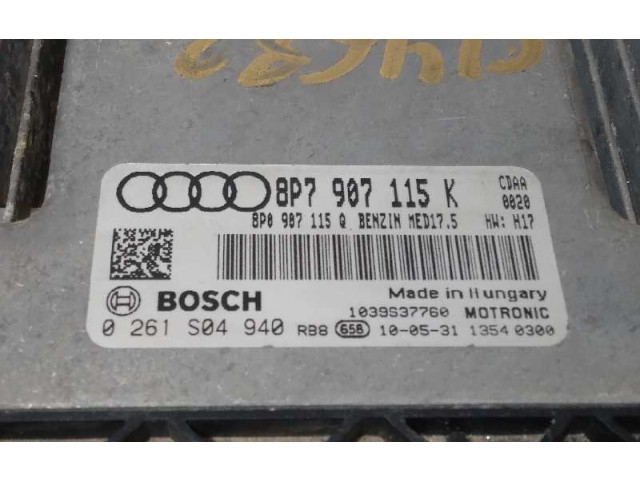 8P7 907 115 K CDAA
8P0 907 115 Q BENZIN MED17.5 0020
HW: H17
BOSCH Made in Hungary
1039S37760 MOTRONIC
0 261 S04 940 RB8 658 10-05-31 1354 0300